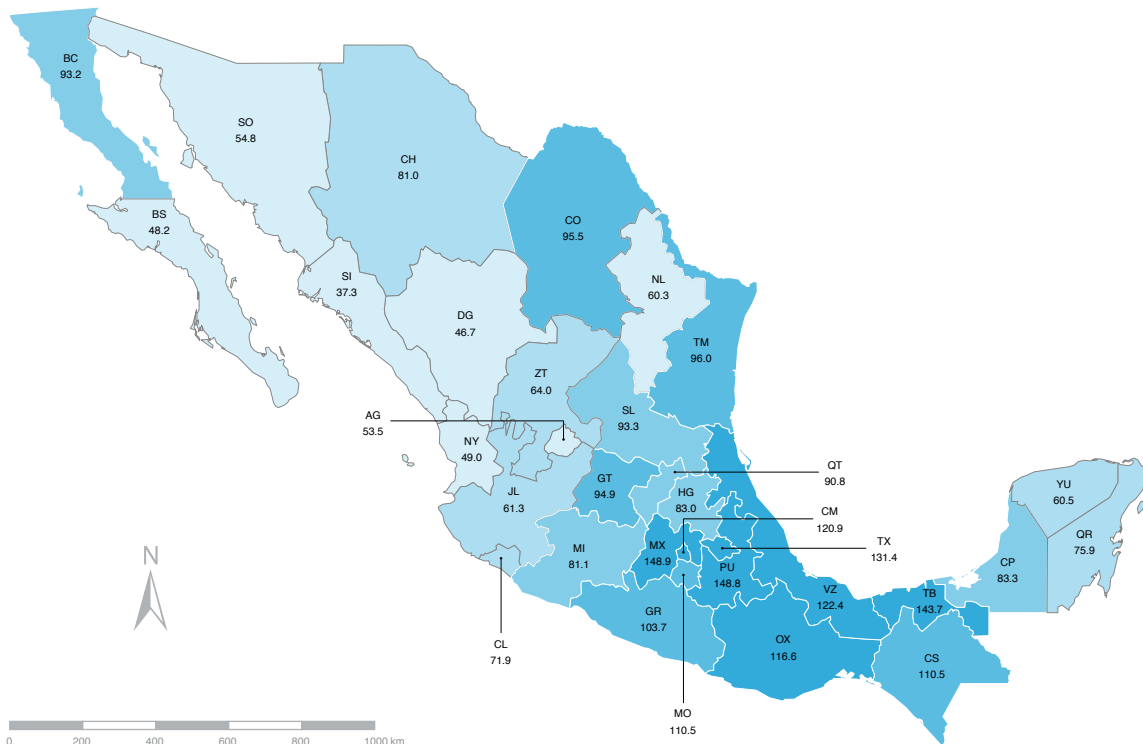 BC
93.2
SO
54.8
CH
81.0
BS
48.2
CO
95.5
SI
37.3
NL
60.3
DG
46.7
TM
96.0
ZT
64.0
AG
53.5
SL
93.3
NY
49.0
QT
90.8
GT
94.9
JL
61.3
HG
83.0
YU
60.5
CM
120.9
QR
75.9
TX
131.4
MX
148.9
MI
81.1
PU
148.8
CP
83.3
VZ
122.4
TB
143.7
GR
103.7
OX
116.6
CL
71.9
CS
110.5
MO
110.5
N
0 200 400 600 800 1000 km